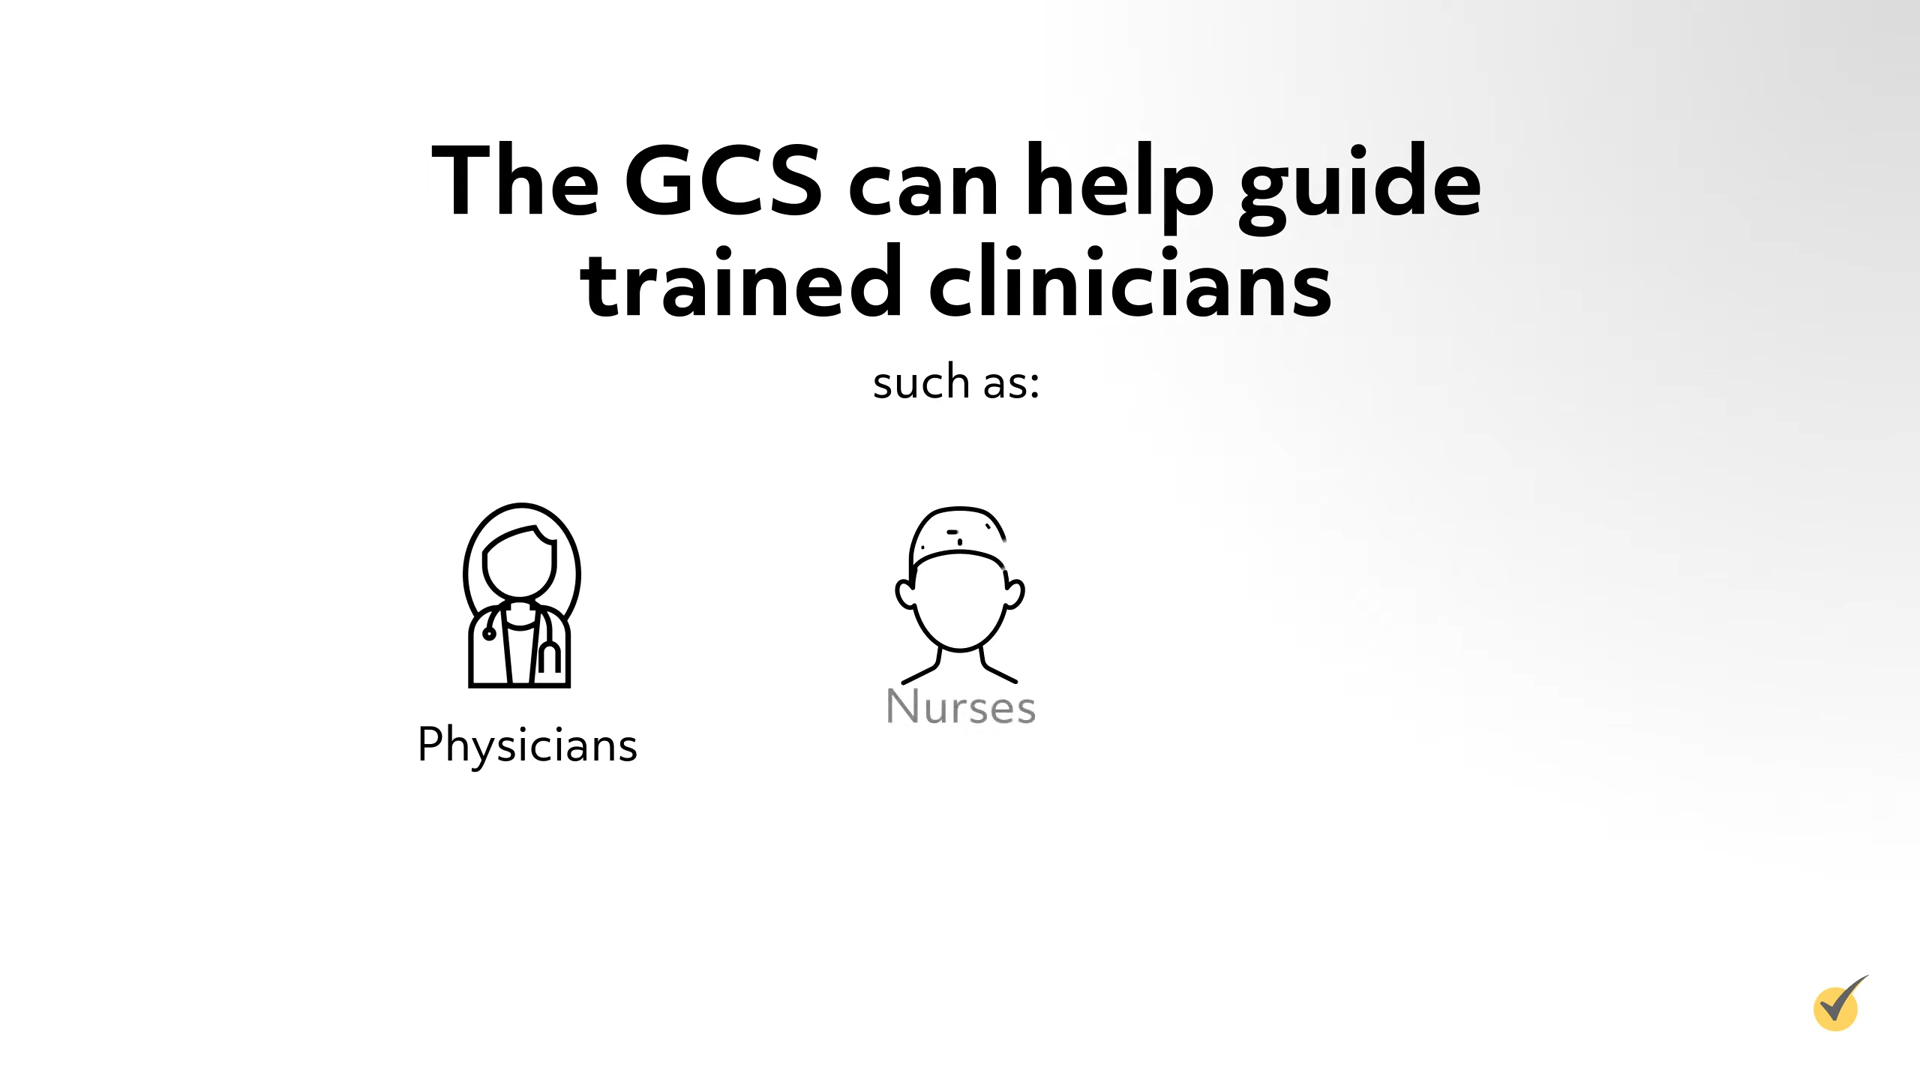 The GCS can help guide
trained clinicians
such as:
Physicians
Nurses